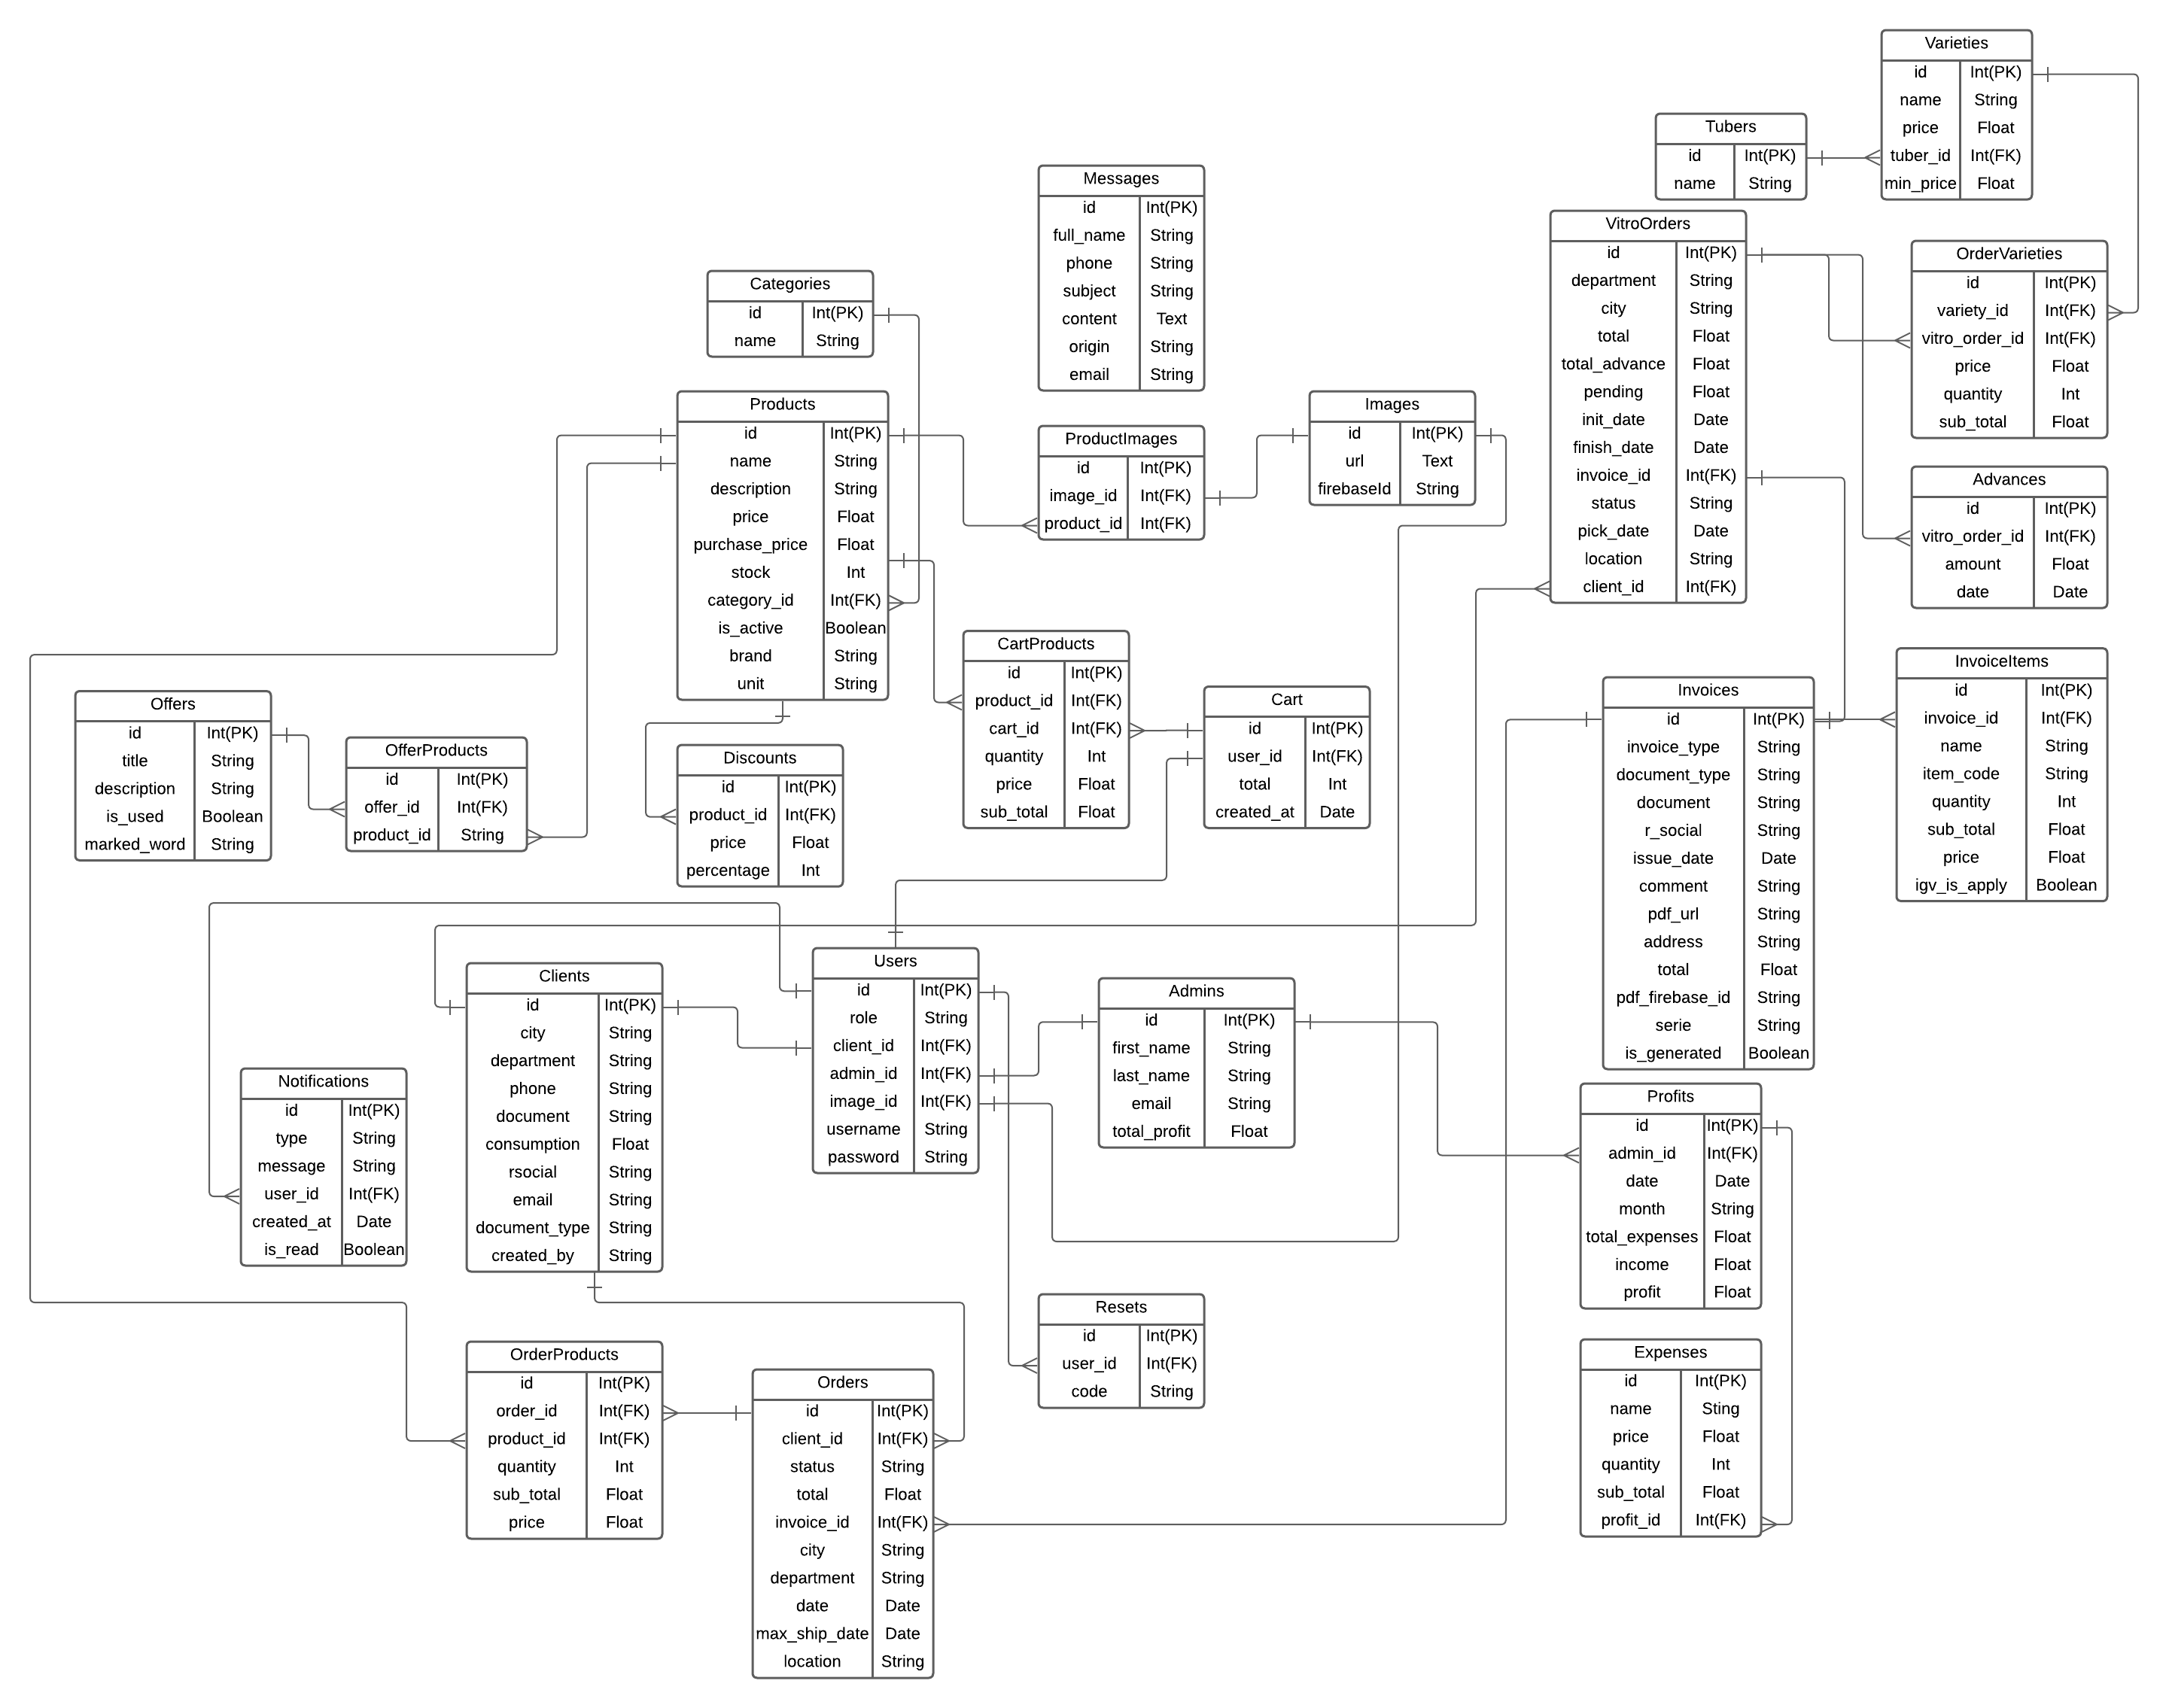 Varieties
id Int(PK)
name String
price Float
tuber_id Int(FK)
min_price Float
Tubers
id Int(PK)
name String
Messages
id Int(PK)
full_name String
phone String
subject String
content Text
origin String
email String
VitroOrders
id Int(PK)
department String
city String
total Float
total_advance Float
pending Float
init_date Date
finish_date Date
invoice_id Int(FK)
status String
pick_date Date
location String
client_id Int(FK)
OrderVarieties
id Int(PK)
variety_id Int(FK)
vitro_order_id Int(FK)
price Float
quantity Int
sub_total Float
Categories
id Int(PK)
name String
Products
id Int(PK)
name String
description String
price Float
purchase_price Float
stock Int
category_id Int(FK)
is_active Boolean
brand String
unit String
ProductImages
id Int(PK)
image_id Int(FK)
product_id Int(FK)
Images
id Int(PK)
url Text
firebaseId String
Advances
id Int(PK)
vitro_order_id Int(FK)
amount Float
date Date
CartProducts
id Int(PK)
product_id Int(FK)
cart_id Int(FK)
quantity Int
price Float
sub_total Float
Cart
id Int(PK)
user_id Int(FK)
total Int
created_at Date
Invoices
id Int(PK)
invoice_type String
document_type String
document String
r_social String
issue_date Date
comment String
pdf_url String
address String
total Float
pdf_firebase_id String
serie String
is_generated Boolean
InvoiceItems
id Int(PK)
invoice_id Int(FK)
name String
item_code String
quantity Int
sub_total Float
price Float
igv_is_apply Boolean
Offers
id Int(PK)
title String
description String
is_used Boolean
marked_word String
OfferProducts
id Int(PK)
offer_id Int(FK)
product_id String
Discounts
id Int(PK)
product_id Int(FK)
price Float
percentage Int
Clients
id Int(PK)
city String
department String
phone String
document String
consumption Float
rsocial String
email String
document_type String
created_by String
Users
id Int(PK)
role String
client_id Int(FK)
admin_id Int(FK)
image_id Int(FK)
username String
password String
Admins
id Int(PK)
first_name String
last_name String
email String
total_profit Float
Notifications
id Int(PK)
type String
message String
user_id Int(FK)
created_at Date
is_read Boolean
Profits
id Int(PK)
admin_id Int(FK)
date Date
month String
total_expenses Float
income Float
profit Float
Resets
id Int(PK)
user_id Int(FK)
code String
OrderProducts
id Int(PK)
order_id Int(FK)
product_id Int(FK)
quantity Int
sub_total Float
price Float
Orders
id Int(PK)
client_id Int(FK)
status String
total Float
invoice_id Int(FK)
city String
department String
date Date
max_ship_date Date
location String
Expenses
id Int(PK)
name Sting
price Float
quantity Int
sub_total Float
profit_id Int(FK)